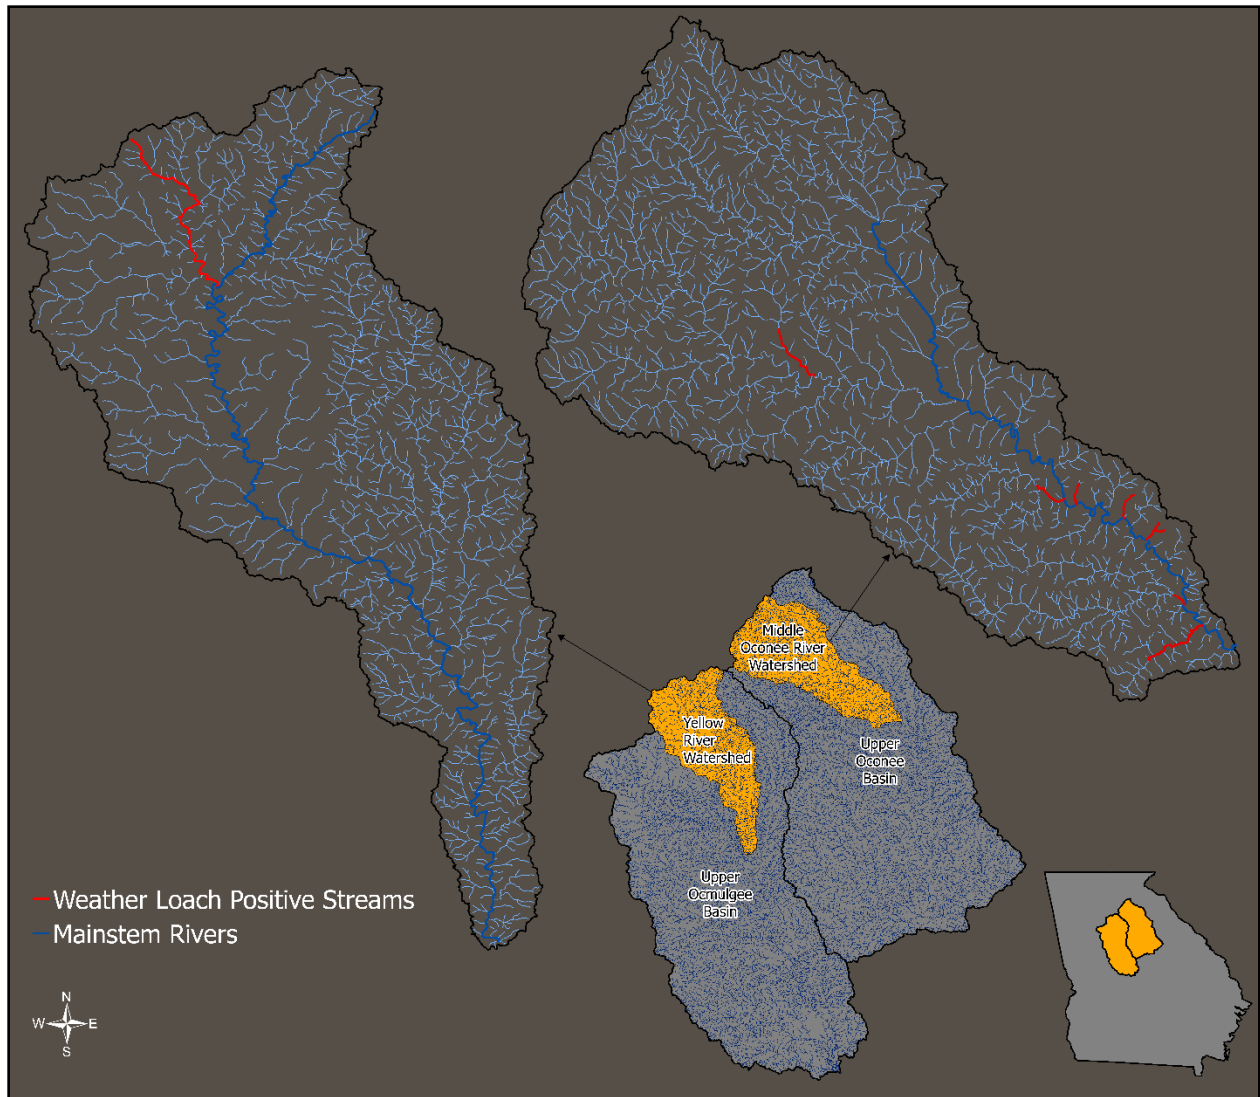 Middle
Oconee River
Watershed
Yellow
River
Watershed
Upper
Oconee
Basin
Upper
Ocmulgee
Basin
Weather Loach Positive Streams
Mainstem Rivers
N
W E
S